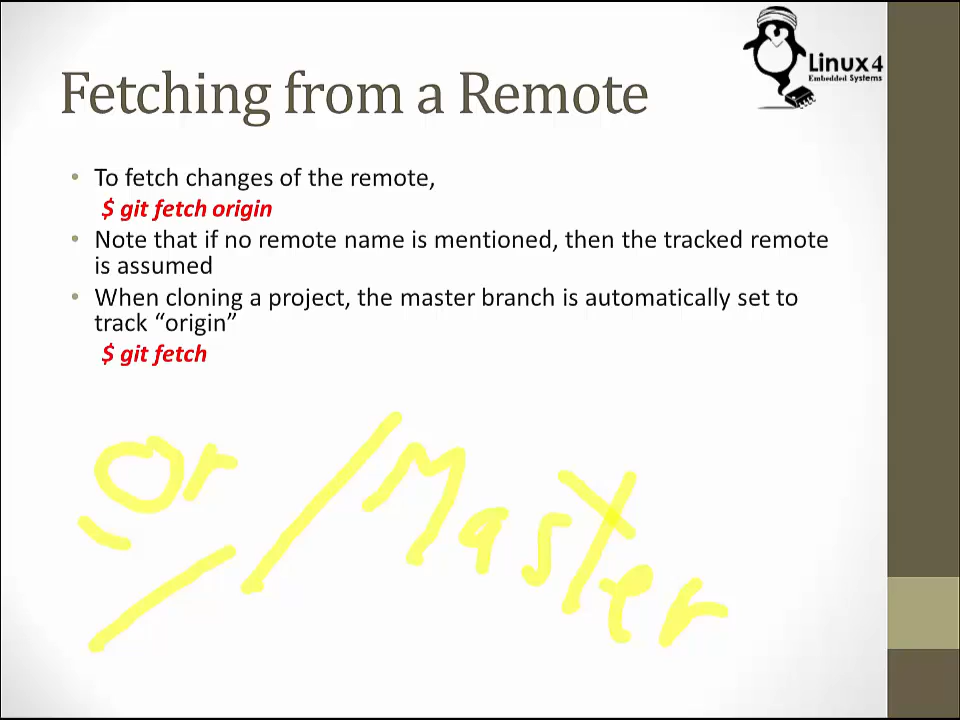 Linux 4
Embedded Systems
Fetching from a Remote
• To fetch changes of the remote,
$ git fetch origin
• Note that if no remote name is mentioned, then the tracked remote
is assumed
• When cloning a project, the master branch is automatically set to
track “origin”
$ git fetch
Or / Master